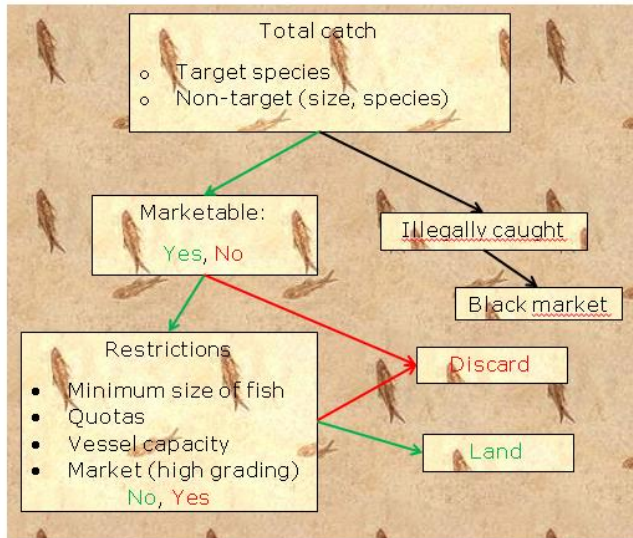 Total catch
o Target species
o Non-target (size, species)
Marketable:
Yes, No
Illegally caught
Black market
Restrictions
• Minimum size of fish
• Quotas
• Vessel capacity
• Market (high grading)
No, Yes
Discard
Land